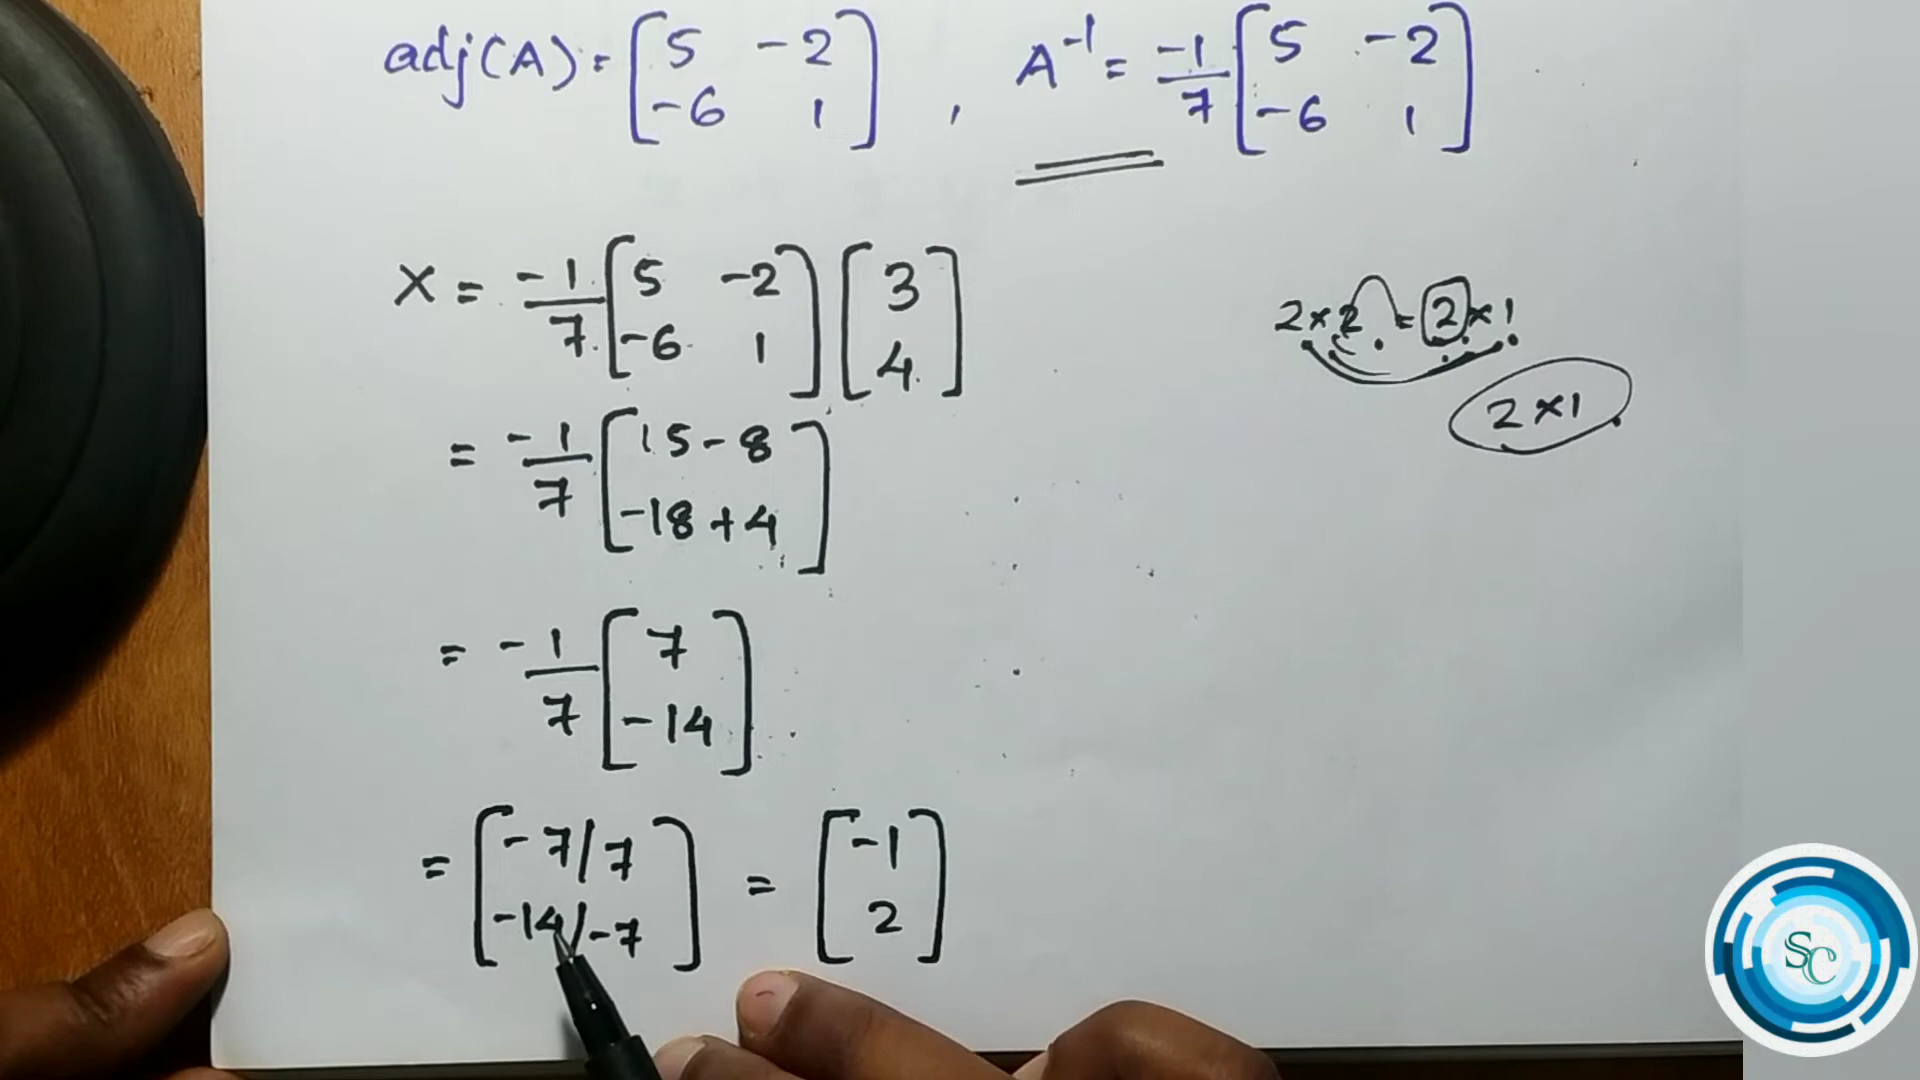 adj(A) = [5 -2; -6 1] , A⁻¹ = -1/7 [5 -2; -6 1]
X = -1/7 [5 -2; -6 1] [3; 4]
2×2 = 2×1
2×1
= -1/7 [15-8; -18+4]
= -1/7 [7; -14]
= [-7/7; -14/-7] = [-1; 2]
SC